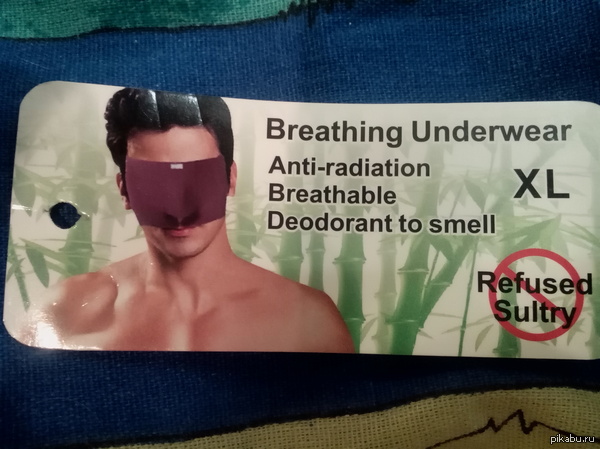 Breathing Underwear
Anti-radiation
Breathable
Deodorant to smell
XL
Refused
Sultry
pikabu.ru